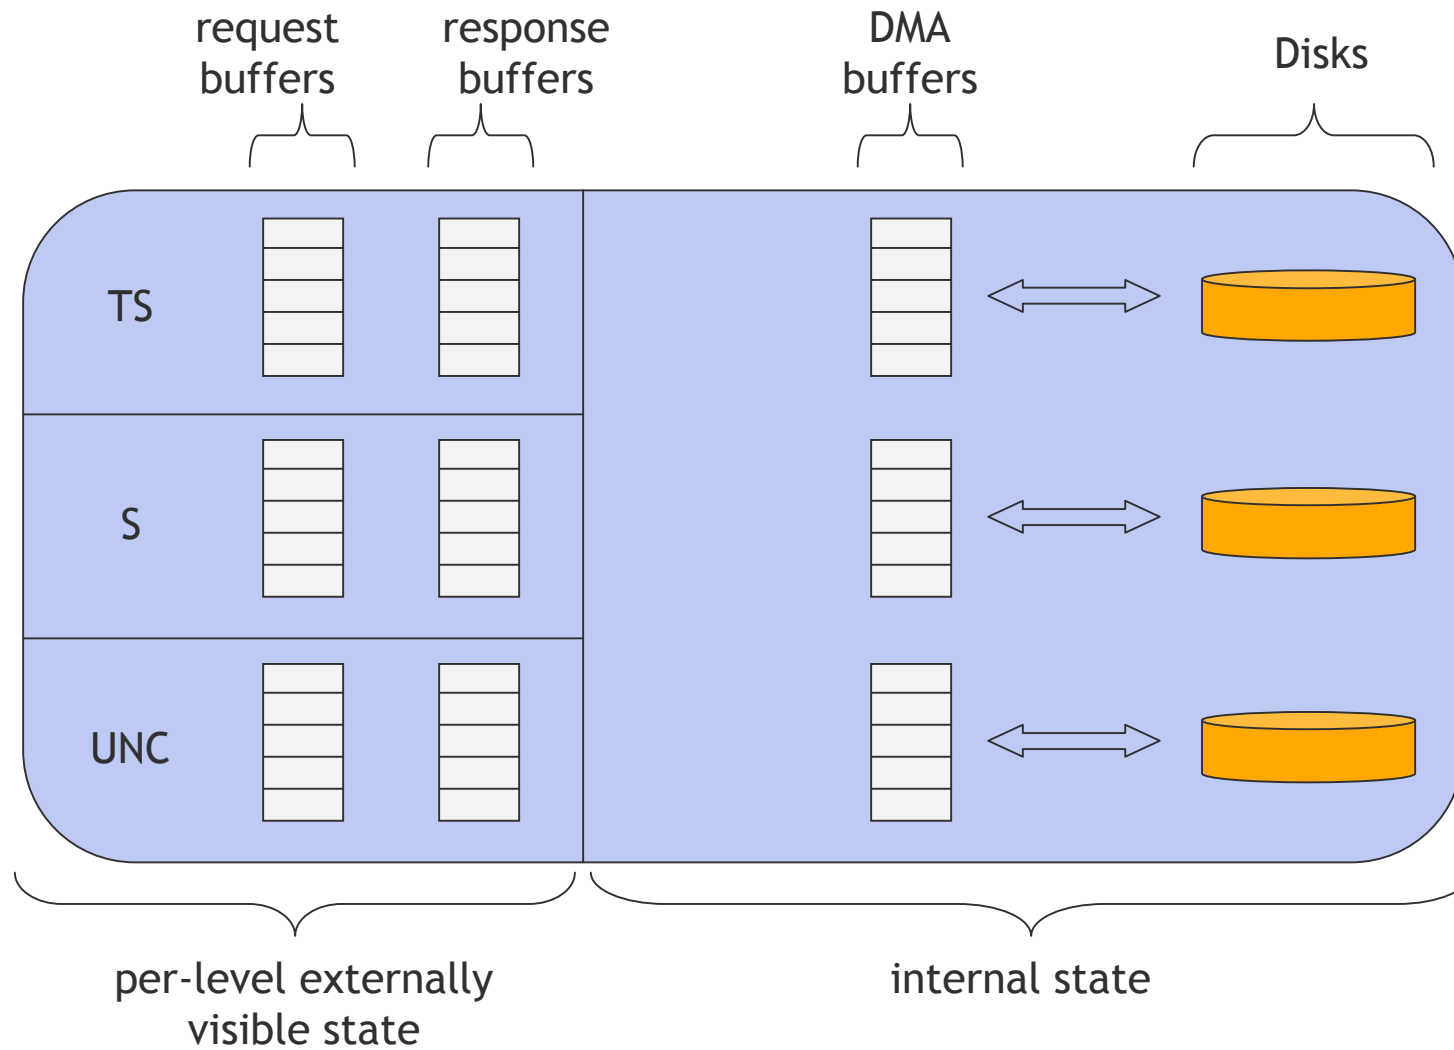 request
buffers
response
buffers
DMA
buffers
Disks
TS
S
UNC
per-level externally
visible state
internal state